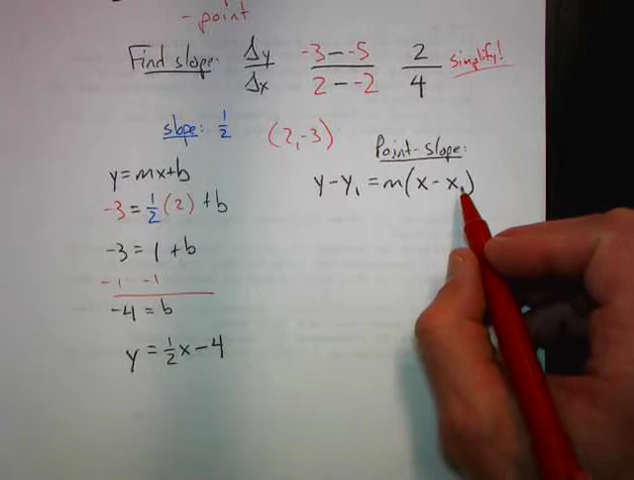 - point
Find slope: Δy/Δx -3--5/2--2 2/4 simplify!
slope: 1/2 (2,-3)
y=mx+b
-3=1/2(2)+b
-3=1+b
-1 -1
-4=b
y=1/2x-4
Point-slope:
y-y₁=m(x-x₁)